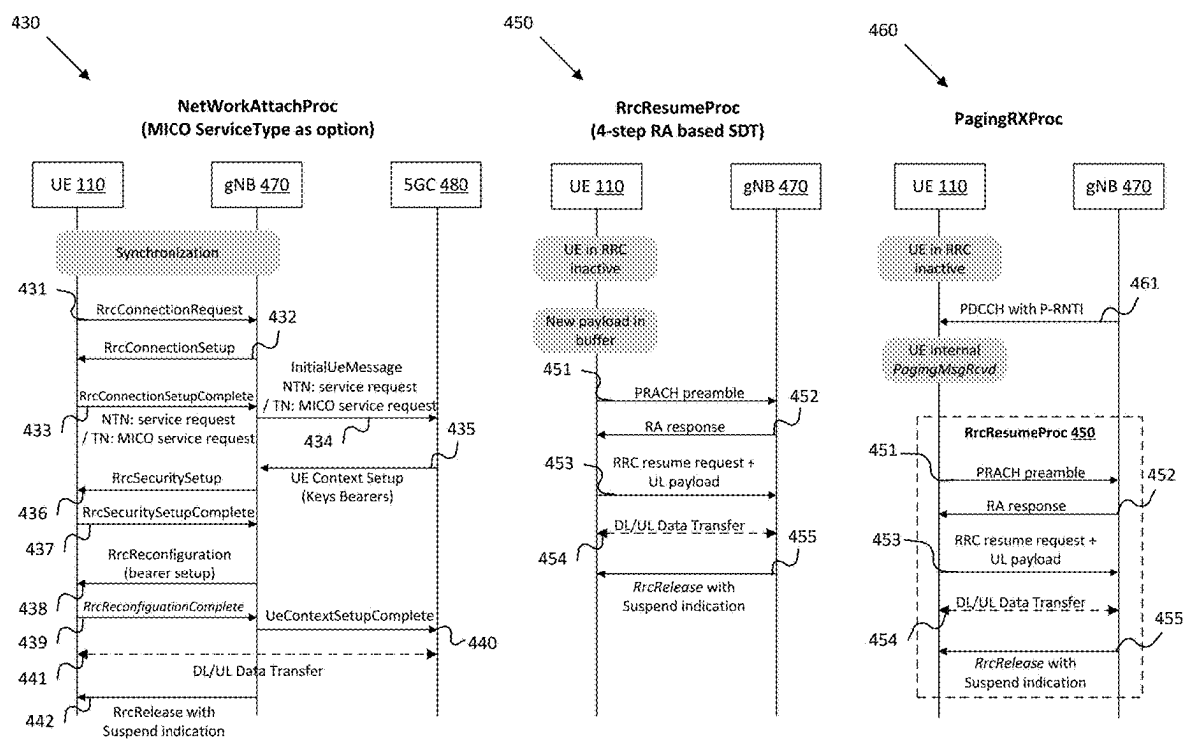 430
NetWorkAttachProc
(MICO ServiceType as option)
UE 110
gNB 470
5GC 480
Synchronization
431
RrcConnectionRequest
432
RrcConnectionSetup
InitialUeMessage
NTN: service request
/ TN: MICO service request
RrcConnectionSetupComplete
433
NTN: service request
/ TN: MICO service request
434
435
UE Context Setup
(Keys Bearers)
RrcSecuritySetup
436
RrcSecuritySetupComplete
437
RrcReconfiguration
(bearer setup)
438
RrcReconfiguationComplete
439
UeContextSetupComplete
440
441
DL/UL Data Transfer
442
RrcRelease with
Suspend indication
450
RrcResumeProc
(4-step RA based SDT)
UE 110
gNB 470
UE in RRC
inactive
New payload in
buffer
451
PRACH preamble
452
RA response
453
RRC resume request +
UL payload
DL/UL Data Transfer
454
455
RrcRelease with
Suspend indication
460
PagingRXProc
UE 110
gNB 470
UE in RRC
inactive
461
PDCCH with P-RNTI
UE internal
PagingMsgRcvd
RrcResumeProc 450
451
PRACH preamble
452
RA response
453
RRC resume request +
UL payload
DL/UL Data Transfer
454
455
RrcRelease with
Suspend indication